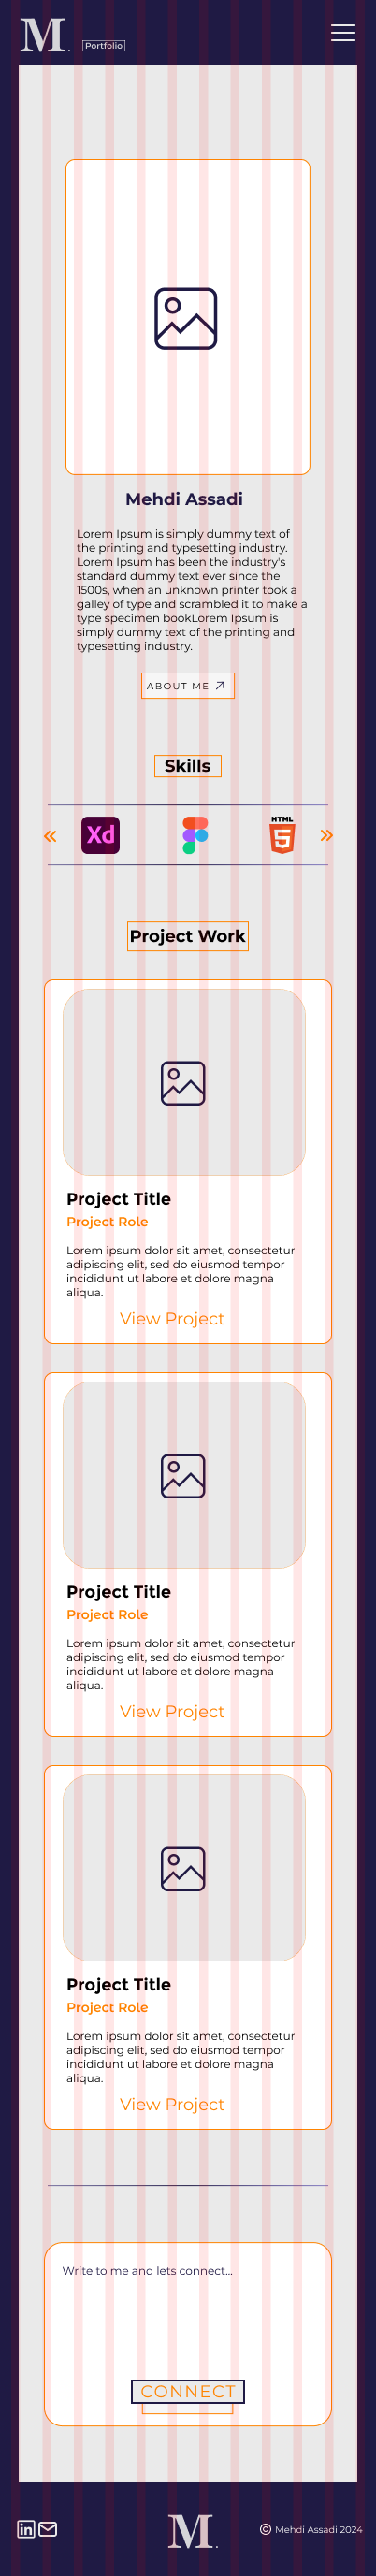 M.
Portfolio
Mehdi Assadi
Lorem Ipsum is simply dummy text of
the printing and typesetting industry.
Lorem Ipsum has been the industry's
standard dummy text ever since the
1500s, when an unknown printer took a
galley of type and scrambled it to make a
type specimen bookLorem Ipsum is
simply dummy text of the printing and
typesetting industry.
ABOUT ME
Skills
Xd
HTML
5
Project Work
Project Title
Project Role
Lorem ipsum dolor sit amet, consectetur
adipiscing elit, sed do eiusmod tempor
incididunt ut labore et dolore magna
aliqua.
View Project
Project Title
Project Role
Lorem ipsum dolor sit amet, consectetur
adipiscing elit, sed do eiusmod tempor
incididunt ut labore et dolore magna
aliqua.
View Project
Project Title
Project Role
Lorem ipsum dolor sit amet, consectetur
adipiscing elit, sed do eiusmod tempor
incididunt ut labore et dolore magna
aliqua.
View Project
Write to me and lets connect...
CONNECT
in
M.
© Mehdi Assadi 2024